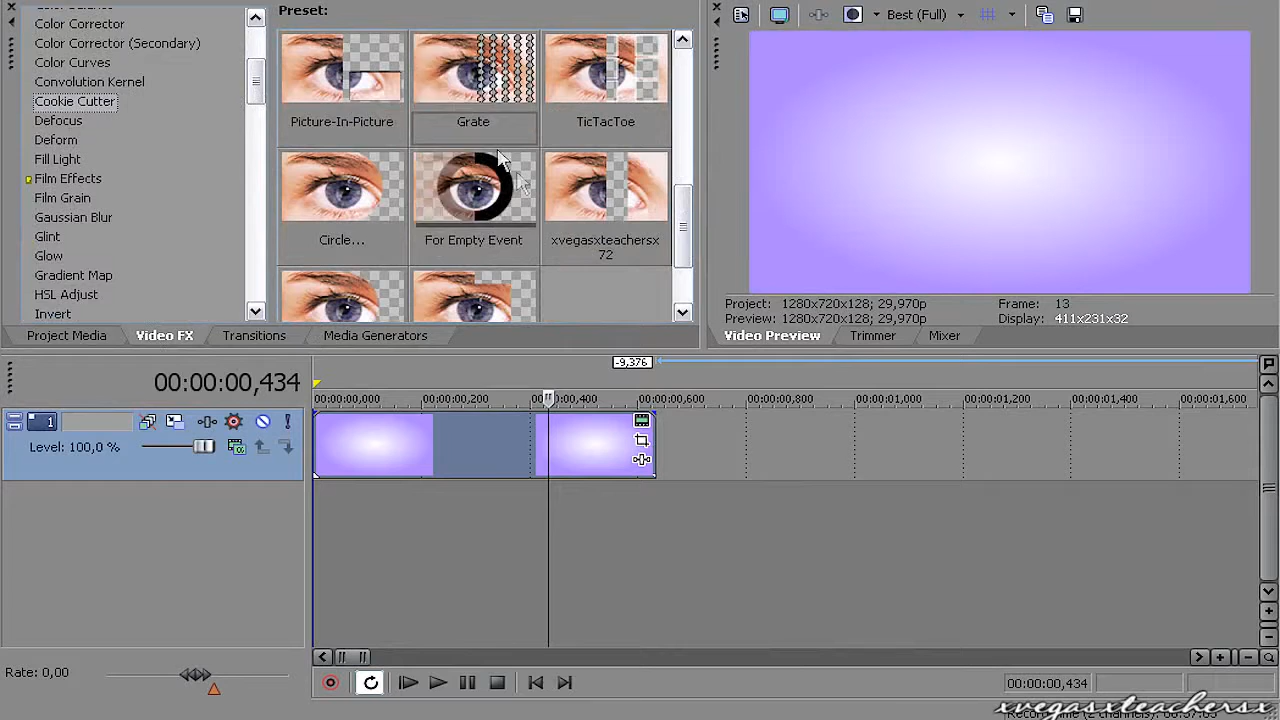 Preset:
Color Corrector
Color Corrector (Secondary)
Color Curves
Convolution Kernel
Cookie Cutter
Defocus
Deform
Fill Light
Film Effects
Film Grain
Gaussian Blur
Glint
Glow
Gradient Map
HSL Adjust
Invert
Picture-In-Picture
Grate
TicTacToe
Circle...
For Empty Event
xvegasxteachersx
72
Best (Full)
Project: 1280x720x128; 29,970p
Frame: 13
Preview: 1280x720x128; 29,970p
Display: 411x231x32
Project Media
Video FX
Transitions
Media Generators
Video Preview
Trimmer
Mixer
-9,376
00:00:00,434
00:00:00,000
00:00:00,200
00:00:00,400
00:00:00,600
00:00:00,800
00:00:01,000
00:00:01,200
00:00:01,400
00:00:01,600
1
Level: 100,0 %
Rate: 0,00
00:00:00,434
xvegasxteachersx